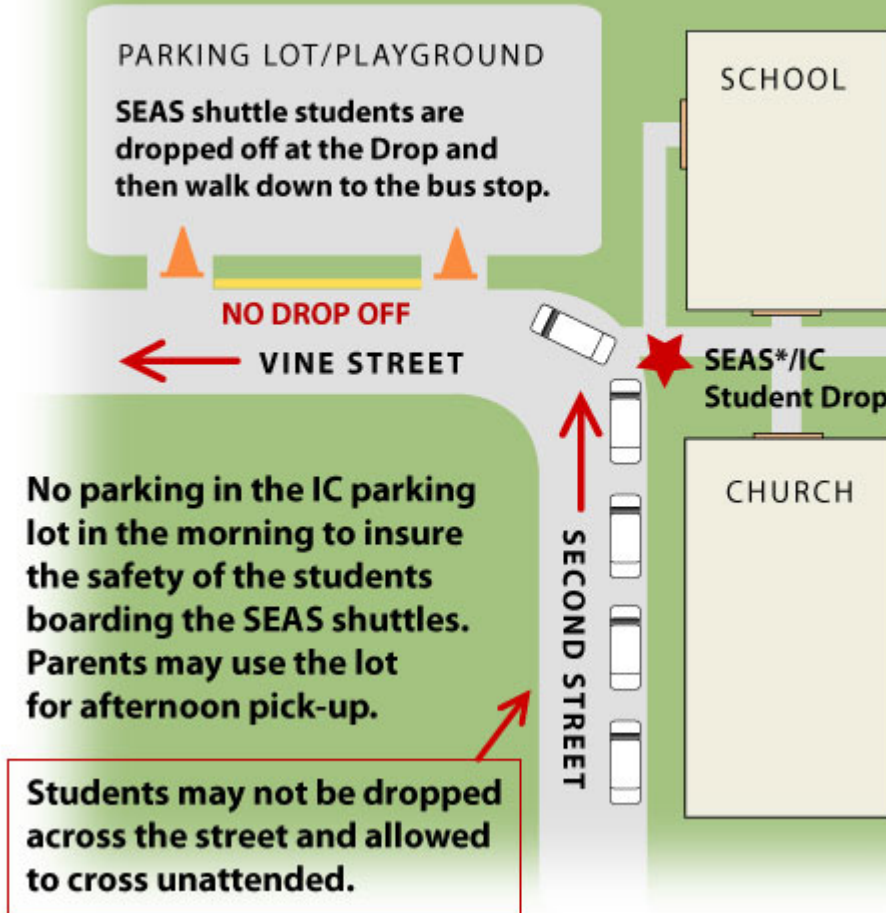 PARKING LOT/PLAYGROUND
SEAS shuttle students are
dropped off at the Drop and
then walk down to the bus stop.
SCHOOL
NO DROP OFF
VINE STREET
SEAS*/IC
Student Drop
No parking in the IC parking
lot in the morning to insure
the safety of the students
boarding the SEAS shuttles.
Parents may use the lot
for afternoon pick-up.
SECOND STREET
CHURCH
Students may not be dropped
across the street and allowed
to cross unattended.